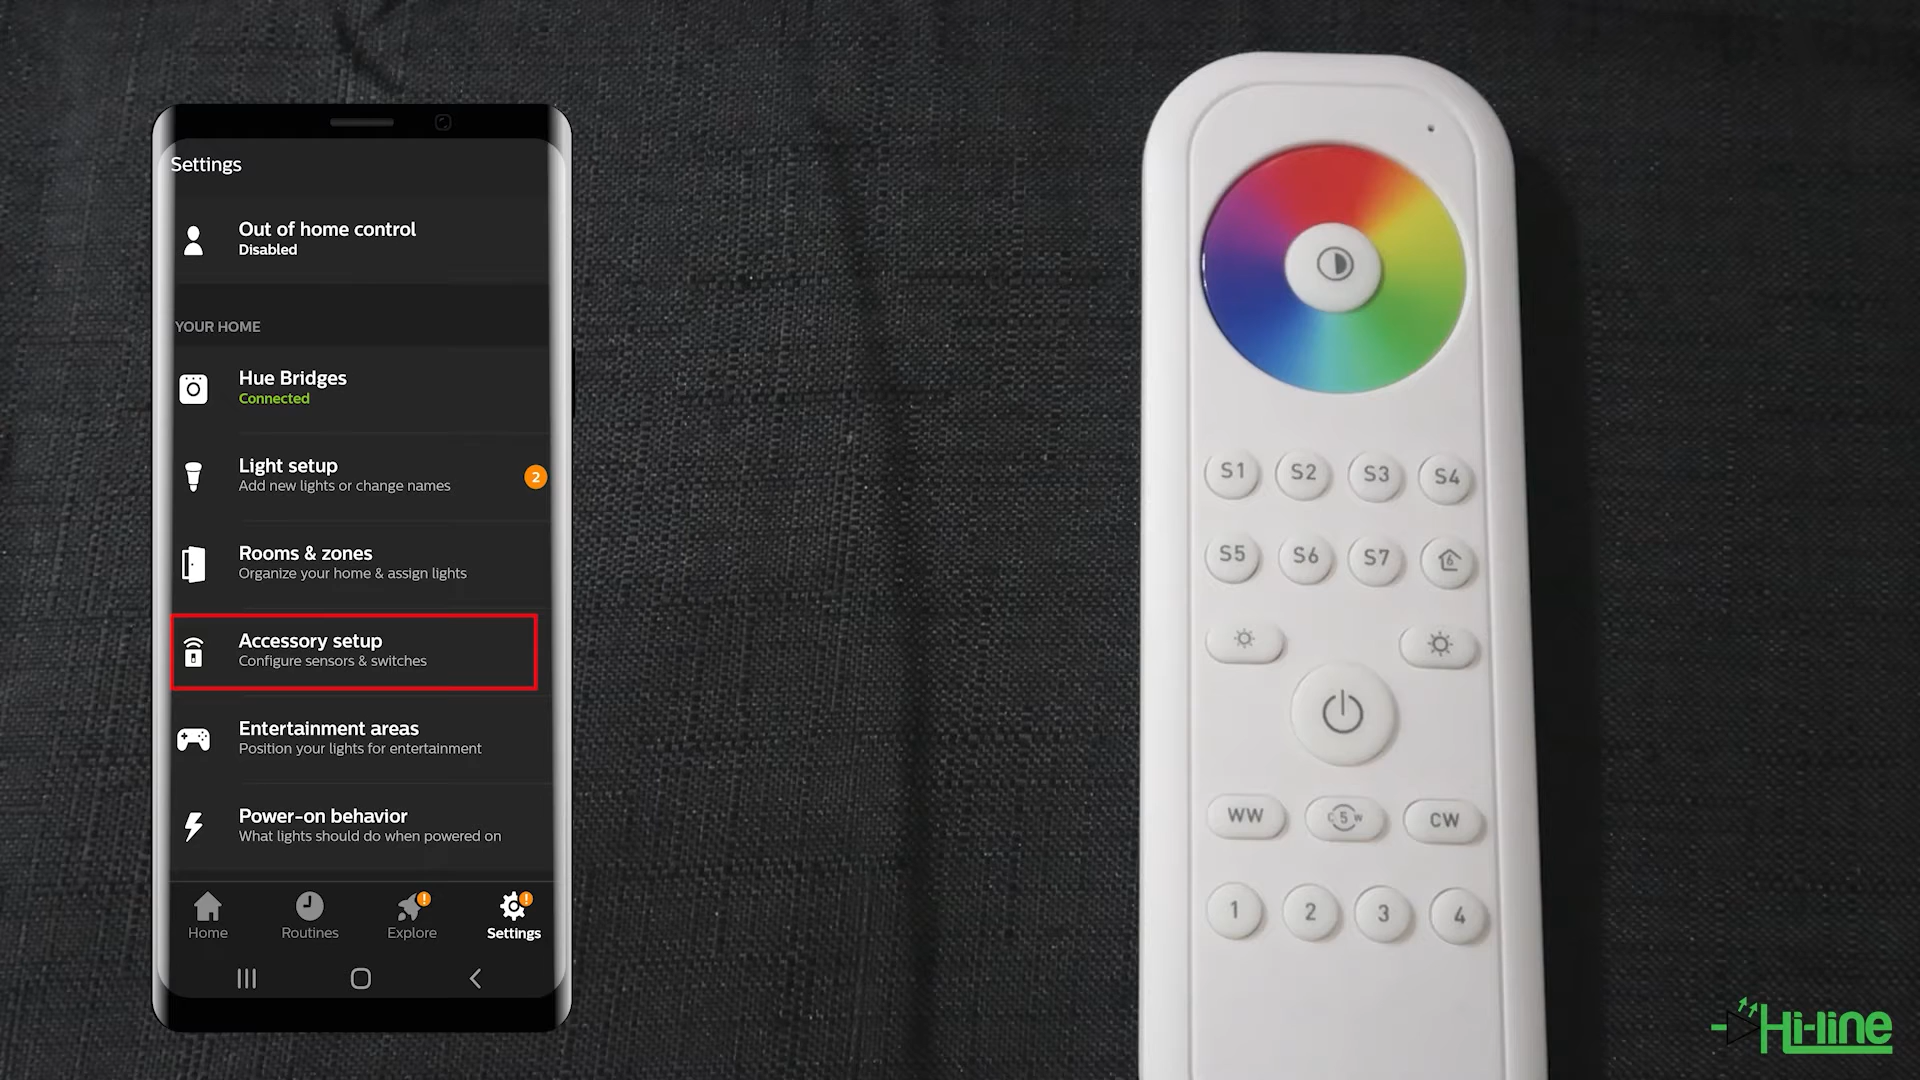 Settings
Out of home control
Disabled
YOUR HOME
Hue Bridges
Connected
Light setup
Add new lights or change names
2
Rooms & zones
Organize your home & assign lights
Accessory setup
Configure sensors & switches
Entertainment areas
Position your lights for entertainment
Power-on behavior
What lights should do when powered on
Home
Routines
!
Explore
!
Settings
S1 S2 S3 S4
S5 S6 S7 6
WW C5W CW
1 2 3 4
Hi-line